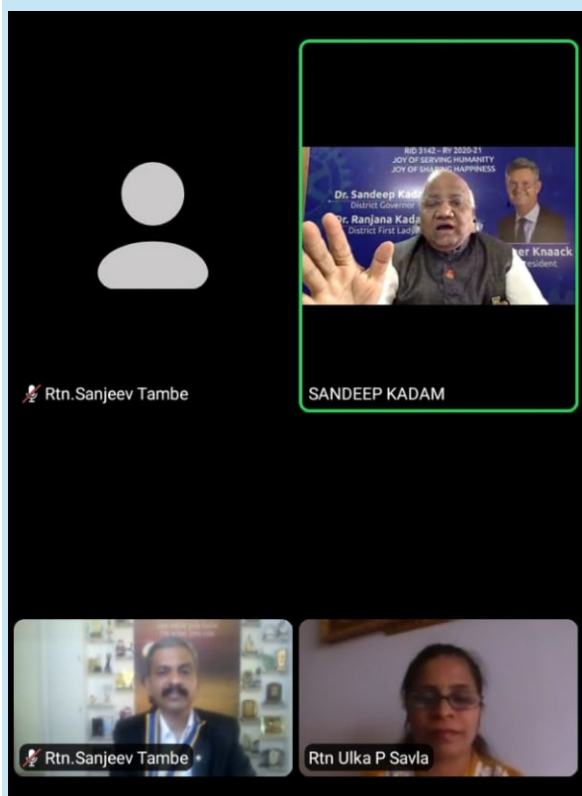 RID 3142 – RY 2020-21
JOY OF SERVING HUMANITY
JOY OF SHARING HAPPINESS
Dr. Sandeep Kada
District Governor
Dr. Ranjana Kada
District First Lady
er Knaack
resident
Rtn.Sanjeev Tambe
SANDEEP KADAM
Rtn.Sanjeev Tambe
Rtn Ulka P Savla